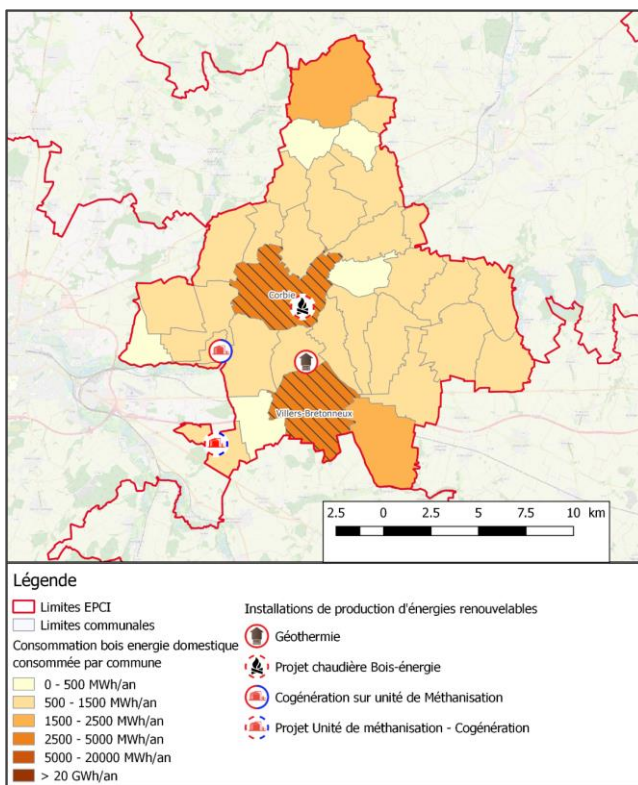 Corbie
Villers-Bretonneux
2.5 0 2.5 5 7.5 10 km
Légende
Limites EPCI
Limites communales
Consommation bois energie domestique
consommée par commune
0 - 500 MWh/an
500 - 1500 MWh/an
1500 - 2500 MWh/an
2500 - 5000 MWh/an
5000 - 20000 MWh/an
> 20 GWh/an
Installations de production d'énergies renouvelables
Géothermie
Projet chaudière Bois-énergie
Cogénération sur unité de Méthanisation
Projet Unité de méthanisation - Cogénération